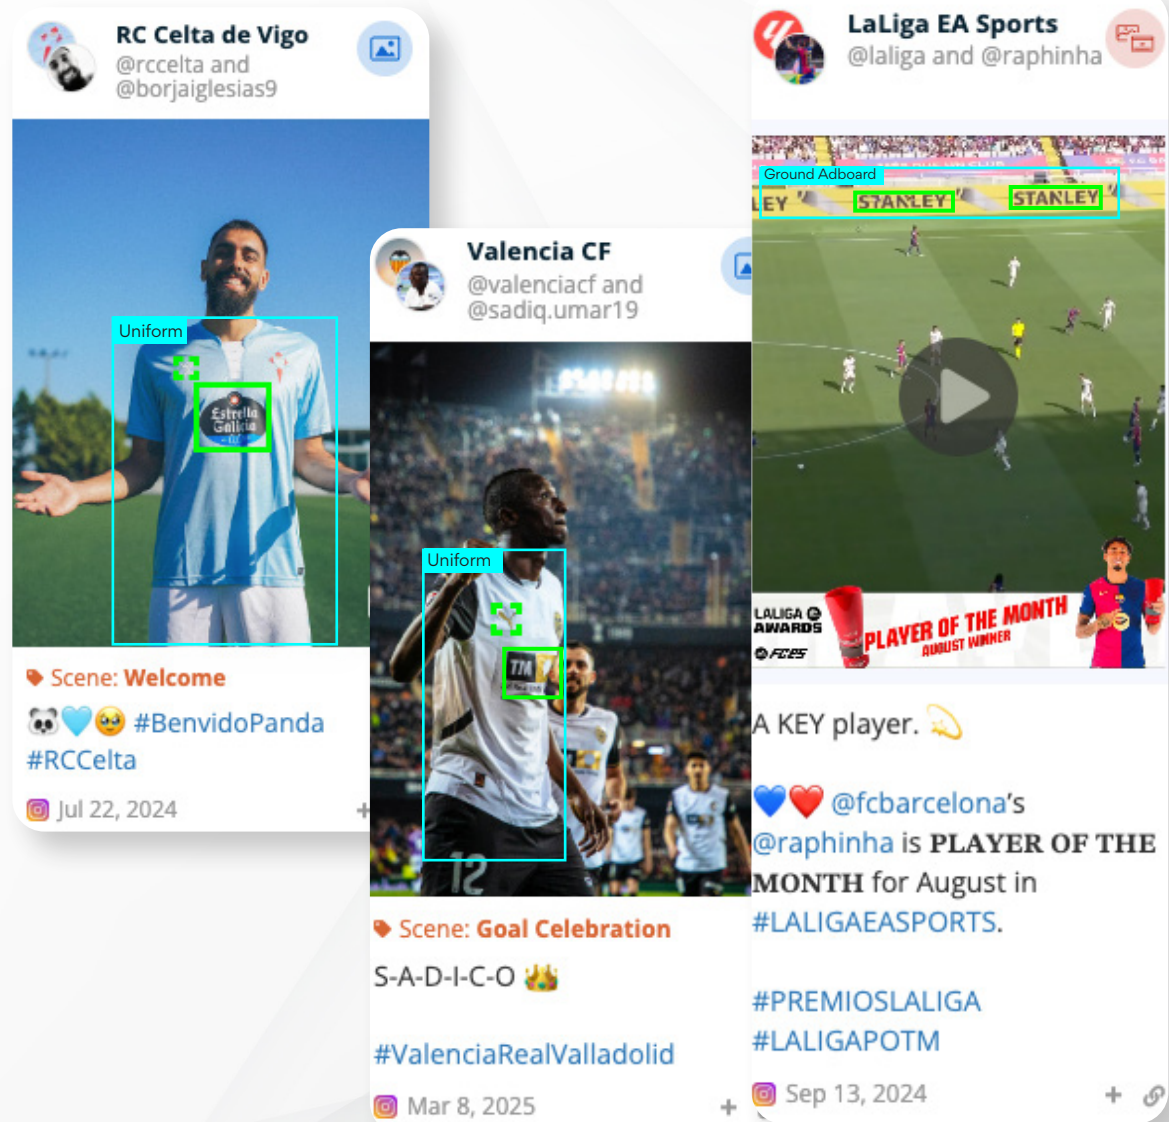 RC Celta de Vigo
@rccelta and
@borjaiglesias9
Uniform
Estrella
Galicia
Scene: Welcome
🐼🩵🥹 #BenvidoPanda
#RCCelta
Jul 22, 2024
+
Valencia CF
@valenciacf and
@sadiq.umar19
Uniform
TM
12
Scene: Goal Celebration
S-A-D-I-C-O 👑
#ValenciaRealValladolid
Mar 8, 2025
+
LaLiga EA Sports
@laliga and @raphinha
Ground Adboard
LEY STANLEY STANLEY
LALIGA
AWARDS
FC25
PLAYER OF THE MONTH
AUGUST WINNER
A KEY player. 💫
💙❤️ @fcbarcelona’s
@raphinha is PLAYER OF THE
MONTH for August in
#LALIGAEASPORTS.
#PREMIOSLALIGA
#LALIGAPOTM
Sep 13, 2024
+